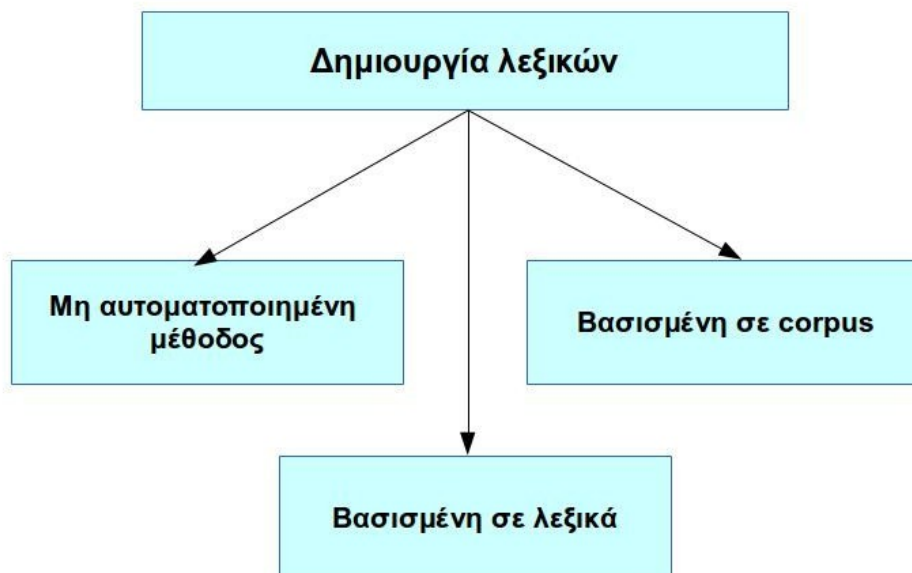 Δημιουργία λεξικών
Μη αυτοματοποιημένη
μέθοδος
Βασισμένη σε corpus
Βασισμένη σε λεξικά